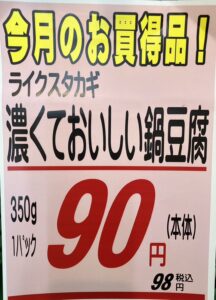 今月のお買得品！
ライクスタカギ
濃くておいしい鍋豆腐
350g
1パック
90円
(本体)
98税込円